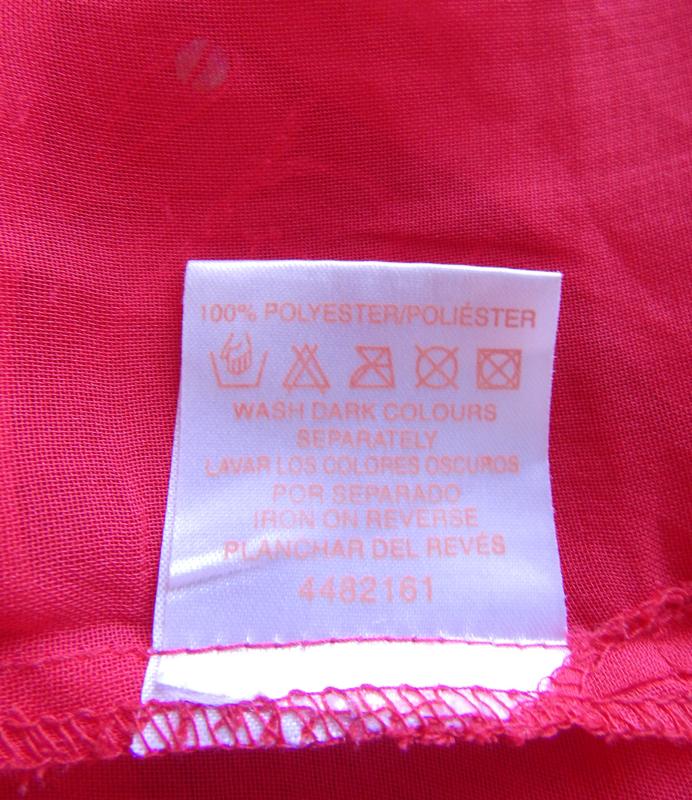 100% POLYESTER/POLIÉSTER
WASH DARK COLOURS
SEPARATELY
LAVAR LOS COLORES OSCUROS
POR SEPARADO
IRON ON REVERSE
PLANCHAR DEL REVÉS
4482161